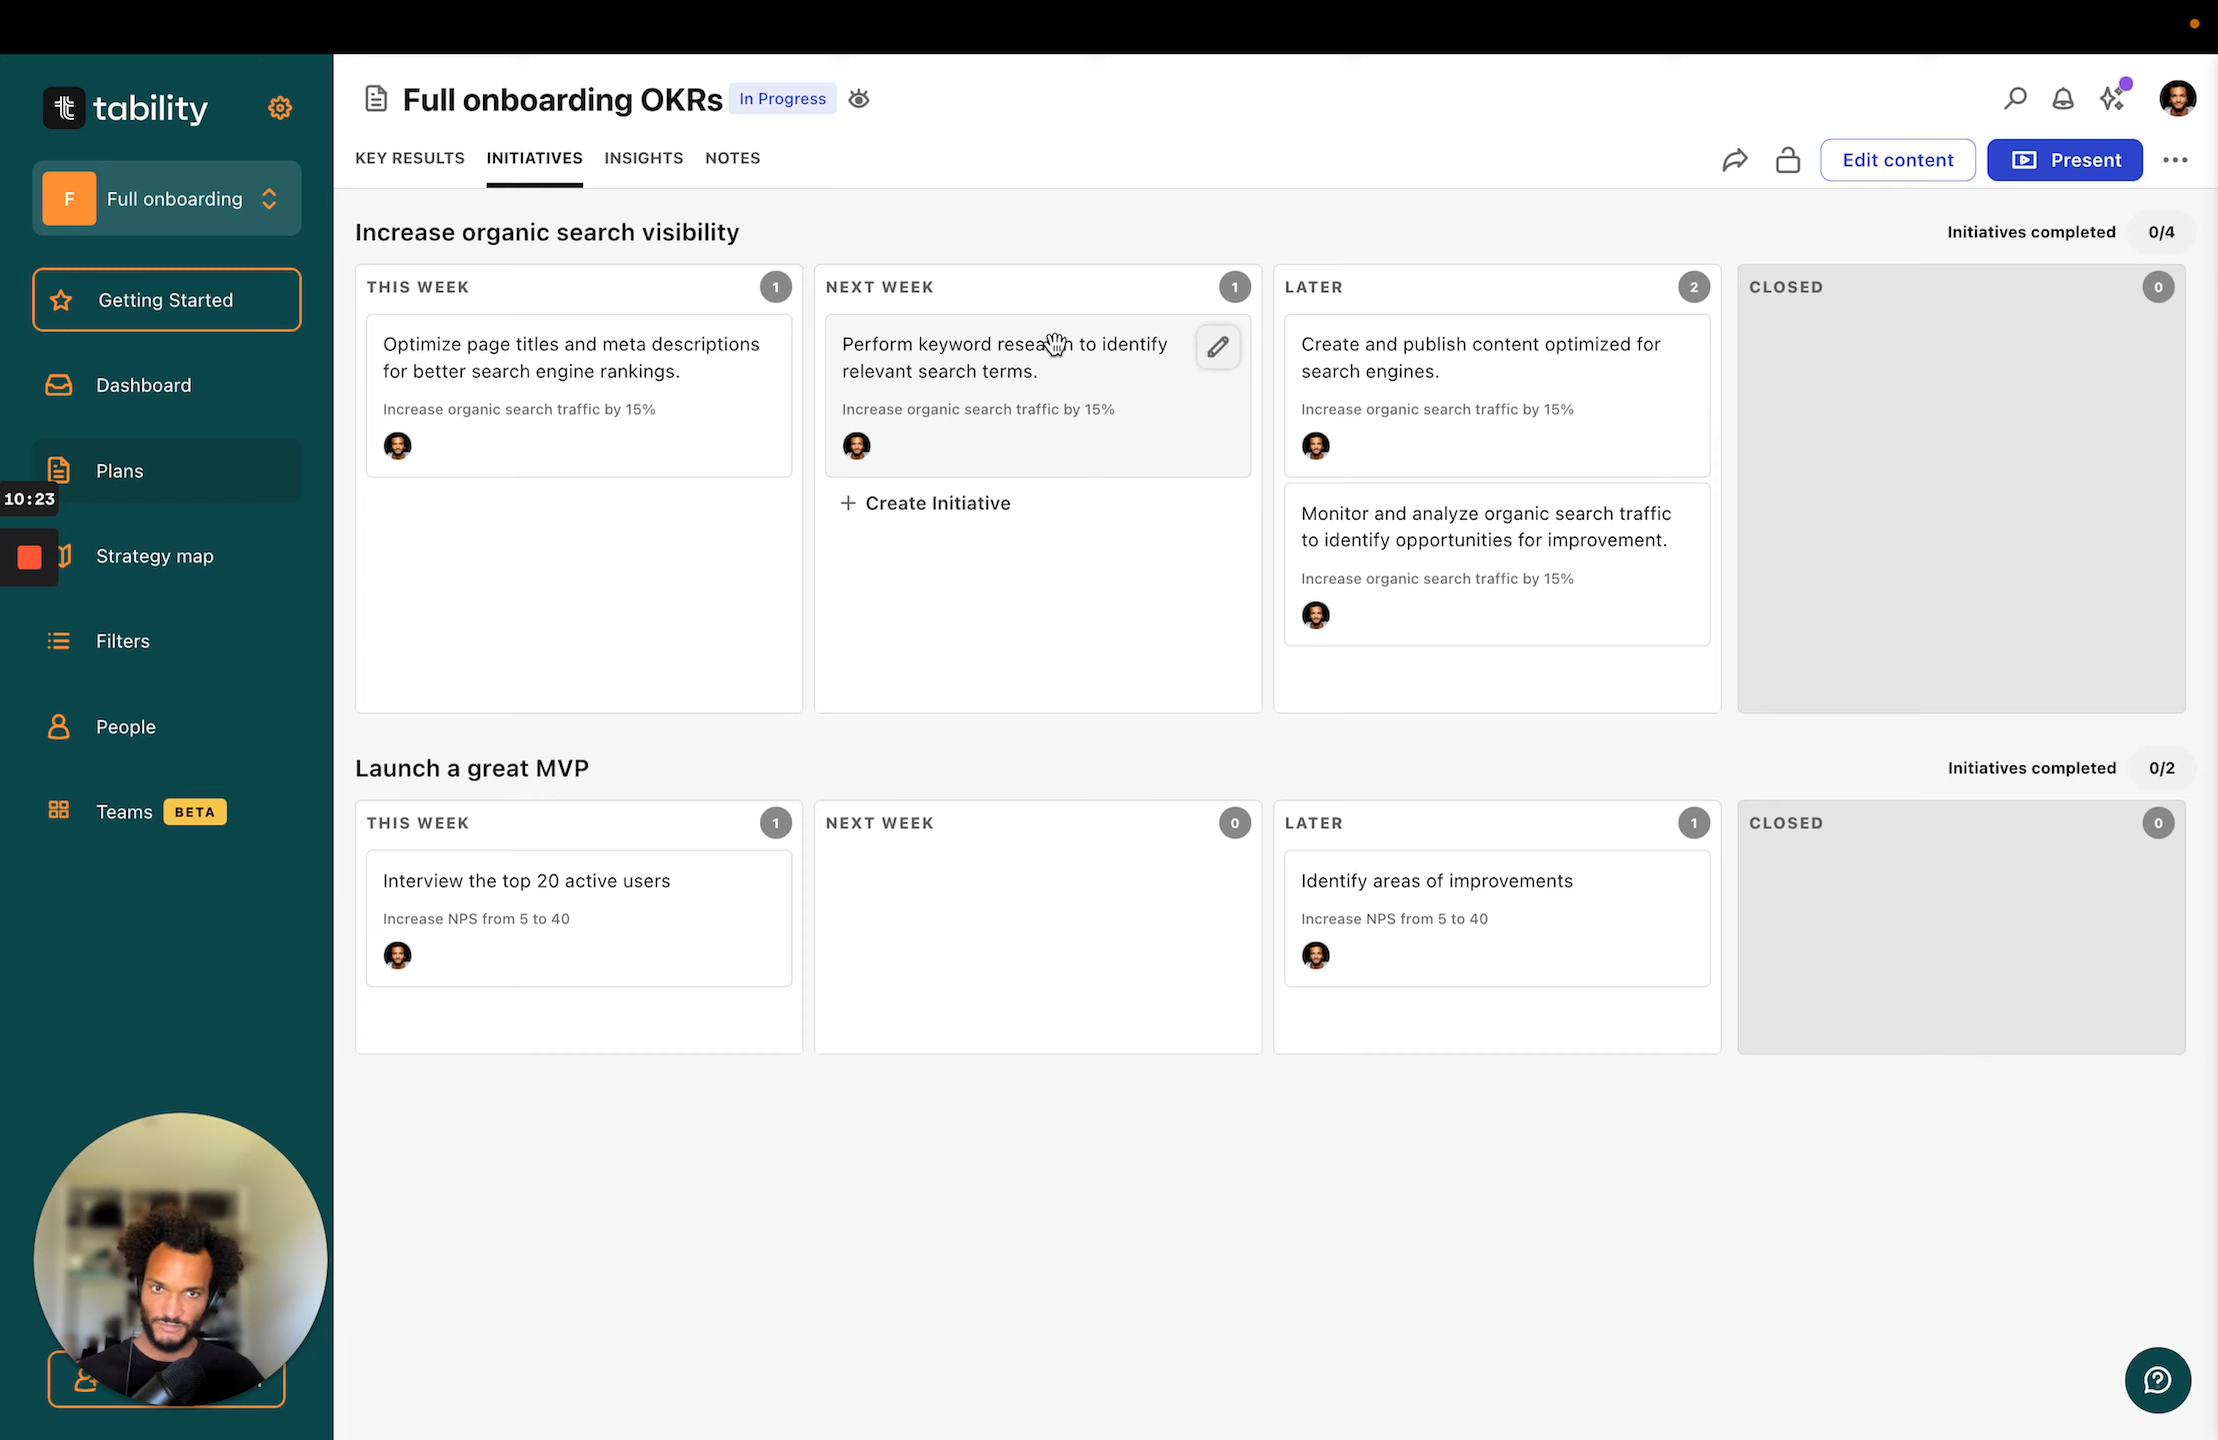 tability
Full onboarding OKRs
In Progress
KEY RESULTS
INITIATIVES
INSIGHTS
NOTES
Edit content
Present
F
Full onboarding
Getting Started
Dashboard
Plans
10:23
Strategy map
Filters
People
Teams
BETA
Increase organic search visibility
Initiatives completed
0/4
THIS WEEK
1
Optimize page titles and meta descriptions
for better search engine rankings.
Increase organic search traffic by 15%
NEXT WEEK
1
Perform keyword research to identify
relevant search terms.
Increase organic search traffic by 15%
+ Create Initiative
LATER
2
Create and publish content optimized for
search engines.
Increase organic search traffic by 15%
Monitor and analyze organic search traffic
to identify opportunities for improvement.
Increase organic search traffic by 15%
CLOSED
0
Launch a great MVP
Initiatives completed
0/2
THIS WEEK
1
Interview the top 20 active users
Increase NPS from 5 to 40
NEXT WEEK
0
LATER
1
Identify areas of improvements
Increase NPS from 5 to 40
CLOSED
0